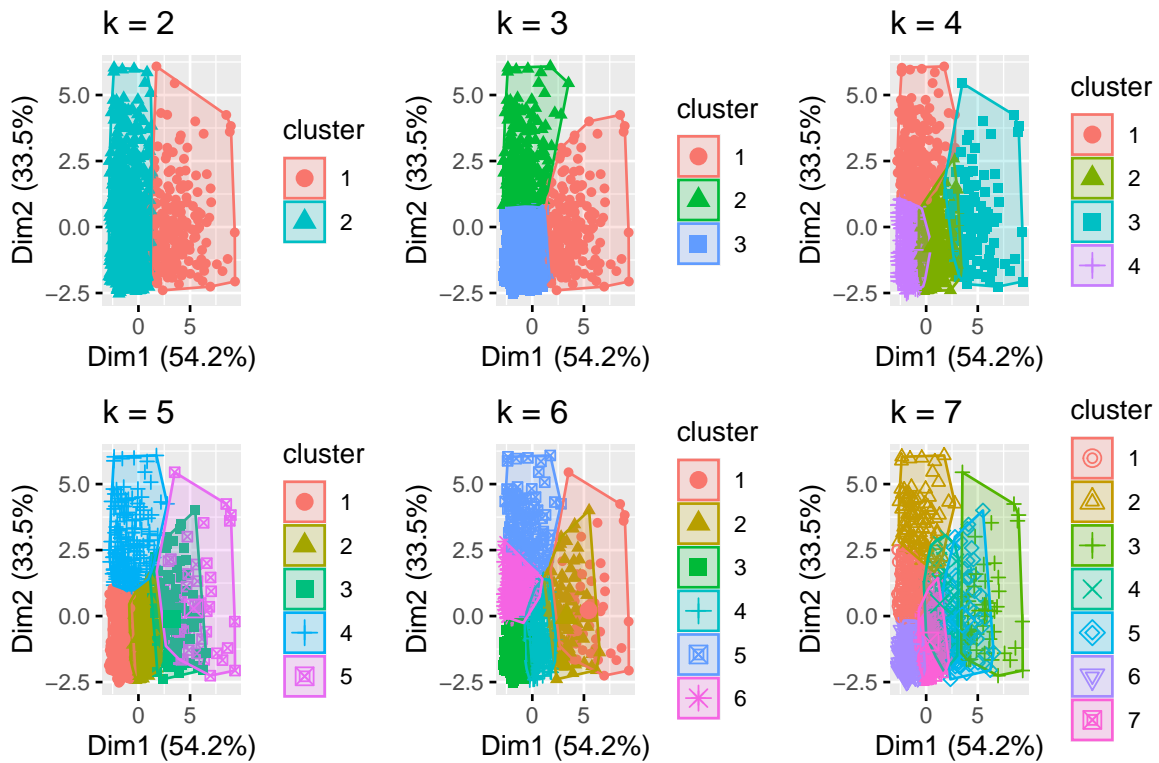 k = 2
Dim2 (33.5%)
5.0
2.5
0.0
−2.5
0 5
Dim1 (54.2%)
cluster
1
2
k = 3
Dim2 (33.5%)
5.0
2.5
0.0
−2.5
0 5
Dim1 (54.2%)
cluster
1
2
3
k = 4
Dim2 (33.5%)
5.0
2.5
0.0
−2.5
0 5
Dim1 (54.2%)
cluster
1
2
3
4
k = 5
Dim2 (33.5%)
5.0
2.5
0.0
−2.5
0 5
Dim1 (54.2%)
cluster
1
2
3
4
5
k = 6
Dim2 (33.5%)
5.0
2.5
0.0
−2.5
0 5
Dim1 (54.2%)
cluster
1
2
3
4
5
6
k = 7
Dim2 (33.5%)
5.0
2.5
0.0
−2.5
0 5
Dim1 (54.2%)
cluster
1
2
3
4
5
6
7